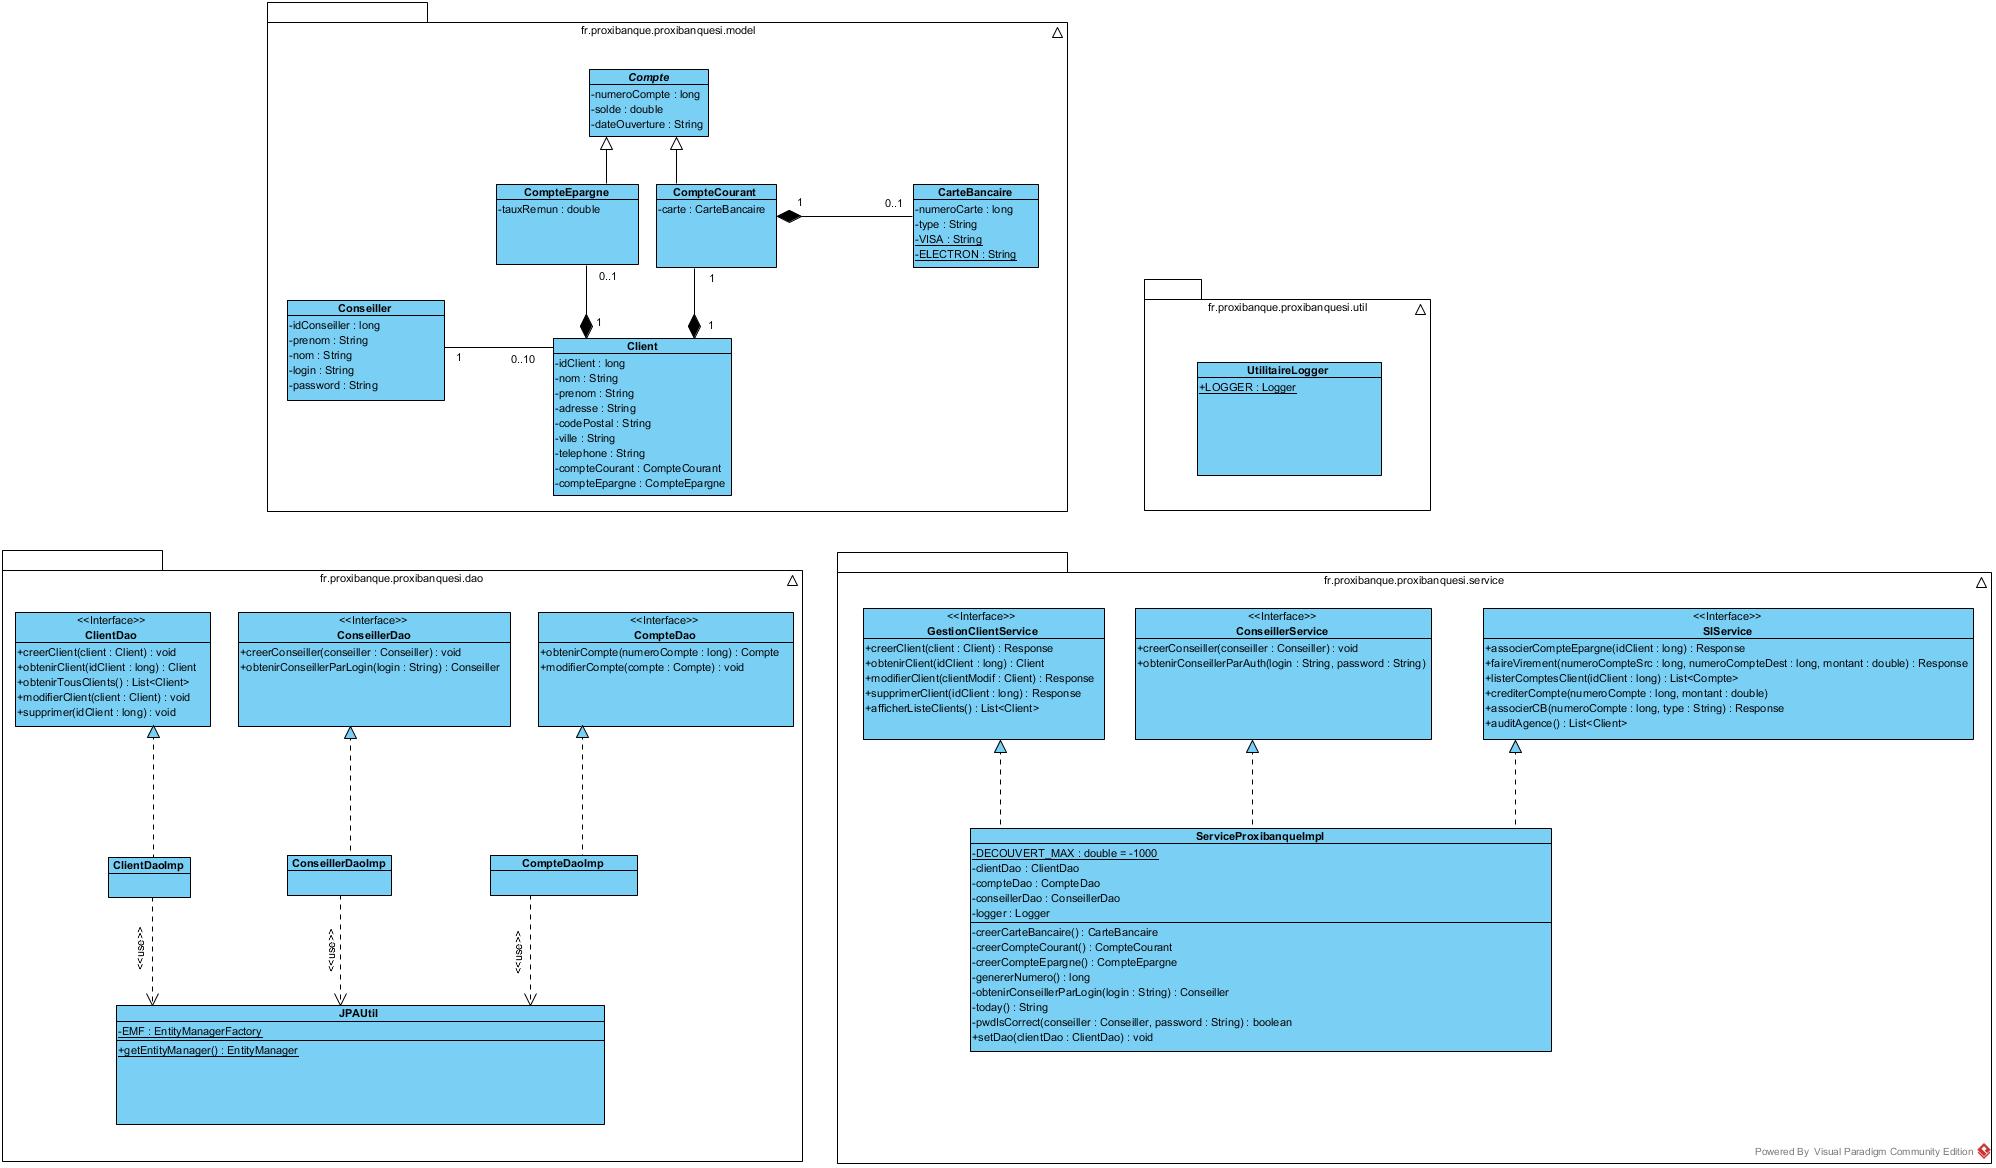 fr.proxibanque.proxibanquesi.model
Compte
-numeroCompte : long
-solde : double
-dateOuverture : String
CompteEpargne
-tauxRemun : double
CompteCourant
-carte : CarteBancaire
1
0..1
CarteBancaire
-numeroCarte : long
-type : String
-VISA : String
-ELECTRON : String
0..1
1
1
1
Conseiller
-idConseiller : long
-prenom : String
-nom : String
-login : String
-password : String
1
0..10
Client
-idClient : long
-nom : String
-prenom : String
-adresse : String
-codePostal : String
-ville : String
-telephone : String
-compteCourant : CompteCourant
-compteEpargne : CompteEpargne
fr.proxibanque.proxibanquesi.util
UtilitaireLogger
+LOGGER : Logger
fr.proxibanque.proxibanquesi.dao
<<Interface>>
ClientDao
+creerClient(client : Client) : void
+obtenirClient(idClient : long) : Client
+obtenirTousClients() : List<Client>
+modifierClient(client : Client) : void
+supprimer(idClient : long) : void
<<Interface>>
ConseillerDao
+creerConseiller(conseiller : Conseiller) : void
+obtenirConseillerParLogin(login : String) : Conseiller
<<Interface>>
CompteDao
+obtenirCompte(numeroCompte : long) : Compte
+modifierCompte(compte : Compte) : void
ClientDaoImp
ConseillerDaoImp
CompteDaoImp
<<use>>
<<use>>
<<use>>
JPAUtil
-EMF : EntityManagerFactory
+getEntityManager() : EntityManager
fr.proxibanque.proxibanquesi.service
<<Interface>>
GestionClientService
+creerClient(client : Client) : Response
+obtenirClient(idClient : long) : Client
+modifierClient(clientModif : Client) : Response
+supprimerClient(idClient : long) : Response
+afficherListeClients() : List<Client>
<<Interface>>
ConseillerService
+creerConseiller(conseiller : Conseiller) : void
+obtenirConseillerParAuth(login : String, password : String)
<<Interface>>
SIService
+associerCompteEpargne(idClient : long) : Response
+faireVirement(numeroCompteSrc : long, numeroCompteDest : long, montant : double) : Response
+listerComptesClient(idClient : long) : List<Compte>
+crediterCompte(numeroCompte : long, montant : double)
+associerCB(numeroCompte : long, type : String) : Response
+auditAgence() : List<Client>
ServiceProxibanqueImpl
-DECOUVERT_MAX : double = -1000
-clientDao : ClientDao
-compteDao : CompteDao
-conseillerDao : ConseillerDao
-logger : Logger
-creerCarteBancaire() : CarteBancaire
-creerCompteCourant() : CompteCourant
-creerCompteEpargne() : CompteEpargne
-genererNumero() : long
-obtenirConseillerParLogin(login : String) : Conseiller
-today() : String
-pwdIsCorrect(conseiller : Conseiller, password : String) : boolean
+setDao(clientDao : ClientDao) : void
Powered By Visual Paradigm Community Edition